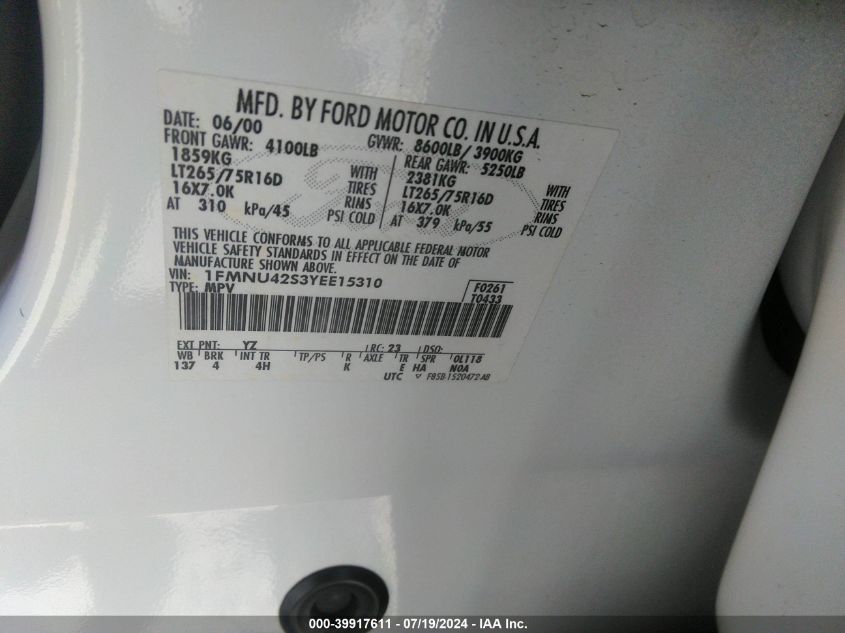 MFD. BY FORD MOTOR CO. IN U.S.A.
DATE: 06/00 GVWR: 8600LB/ 3900KG
FRONT GAWR: 4100LB REAR GAWR: 5250LB
1859KG WITH 2381KG WITH
LT265/75R16D TIRES LT265/75R16D TIRES
16X7.0K RIMS 16X7.0K RIMS
AT 310 kPa/45 PSI COLD AT 379 kPa/55 PSI COLD
THIS VEHICLE CONFORMS TO ALL APPLICABLE FEDERAL MOTOR
VEHICLE SAFETY STANDARDS IN EFFECT ON THE DATE OF
MANUFACTURE SHOWN ABOVE.
VIN: 1FMNU42S3YEE15310 F0261
TYPE: MPV T0433
EXT PNT: YZ RC: 23 DSO:
WB BRK INT TR TP/PS R AXLE TR SPR 0L118
137 4 4H K E HA N0A
UTC F85B-1520472-AB
000-39917611 - 07/19/2024 - IAA Inc.